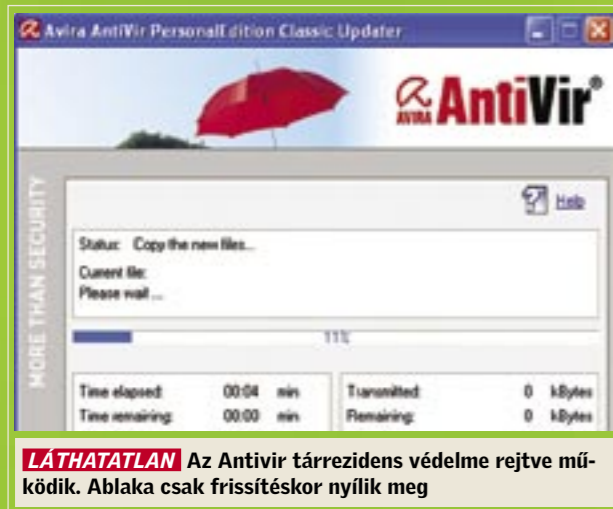 Avira AntiVir PersonalEdition Classic Updater
AVIRA AntiVir®
MORE THAN SECURITY
Help
Status: Copy the new files...
Current file:
Please wait ...
11%
Time elapsed: 00:04 min
Transmitted: 0 kBytes
Time remaining: 00:00 min
Remaining: 0 kBytes
LÁTHATATLAN Az Antivir tárrezidens védelme rejtve mű-
ködik. Ablaka csak frissítéskor nyílik meg